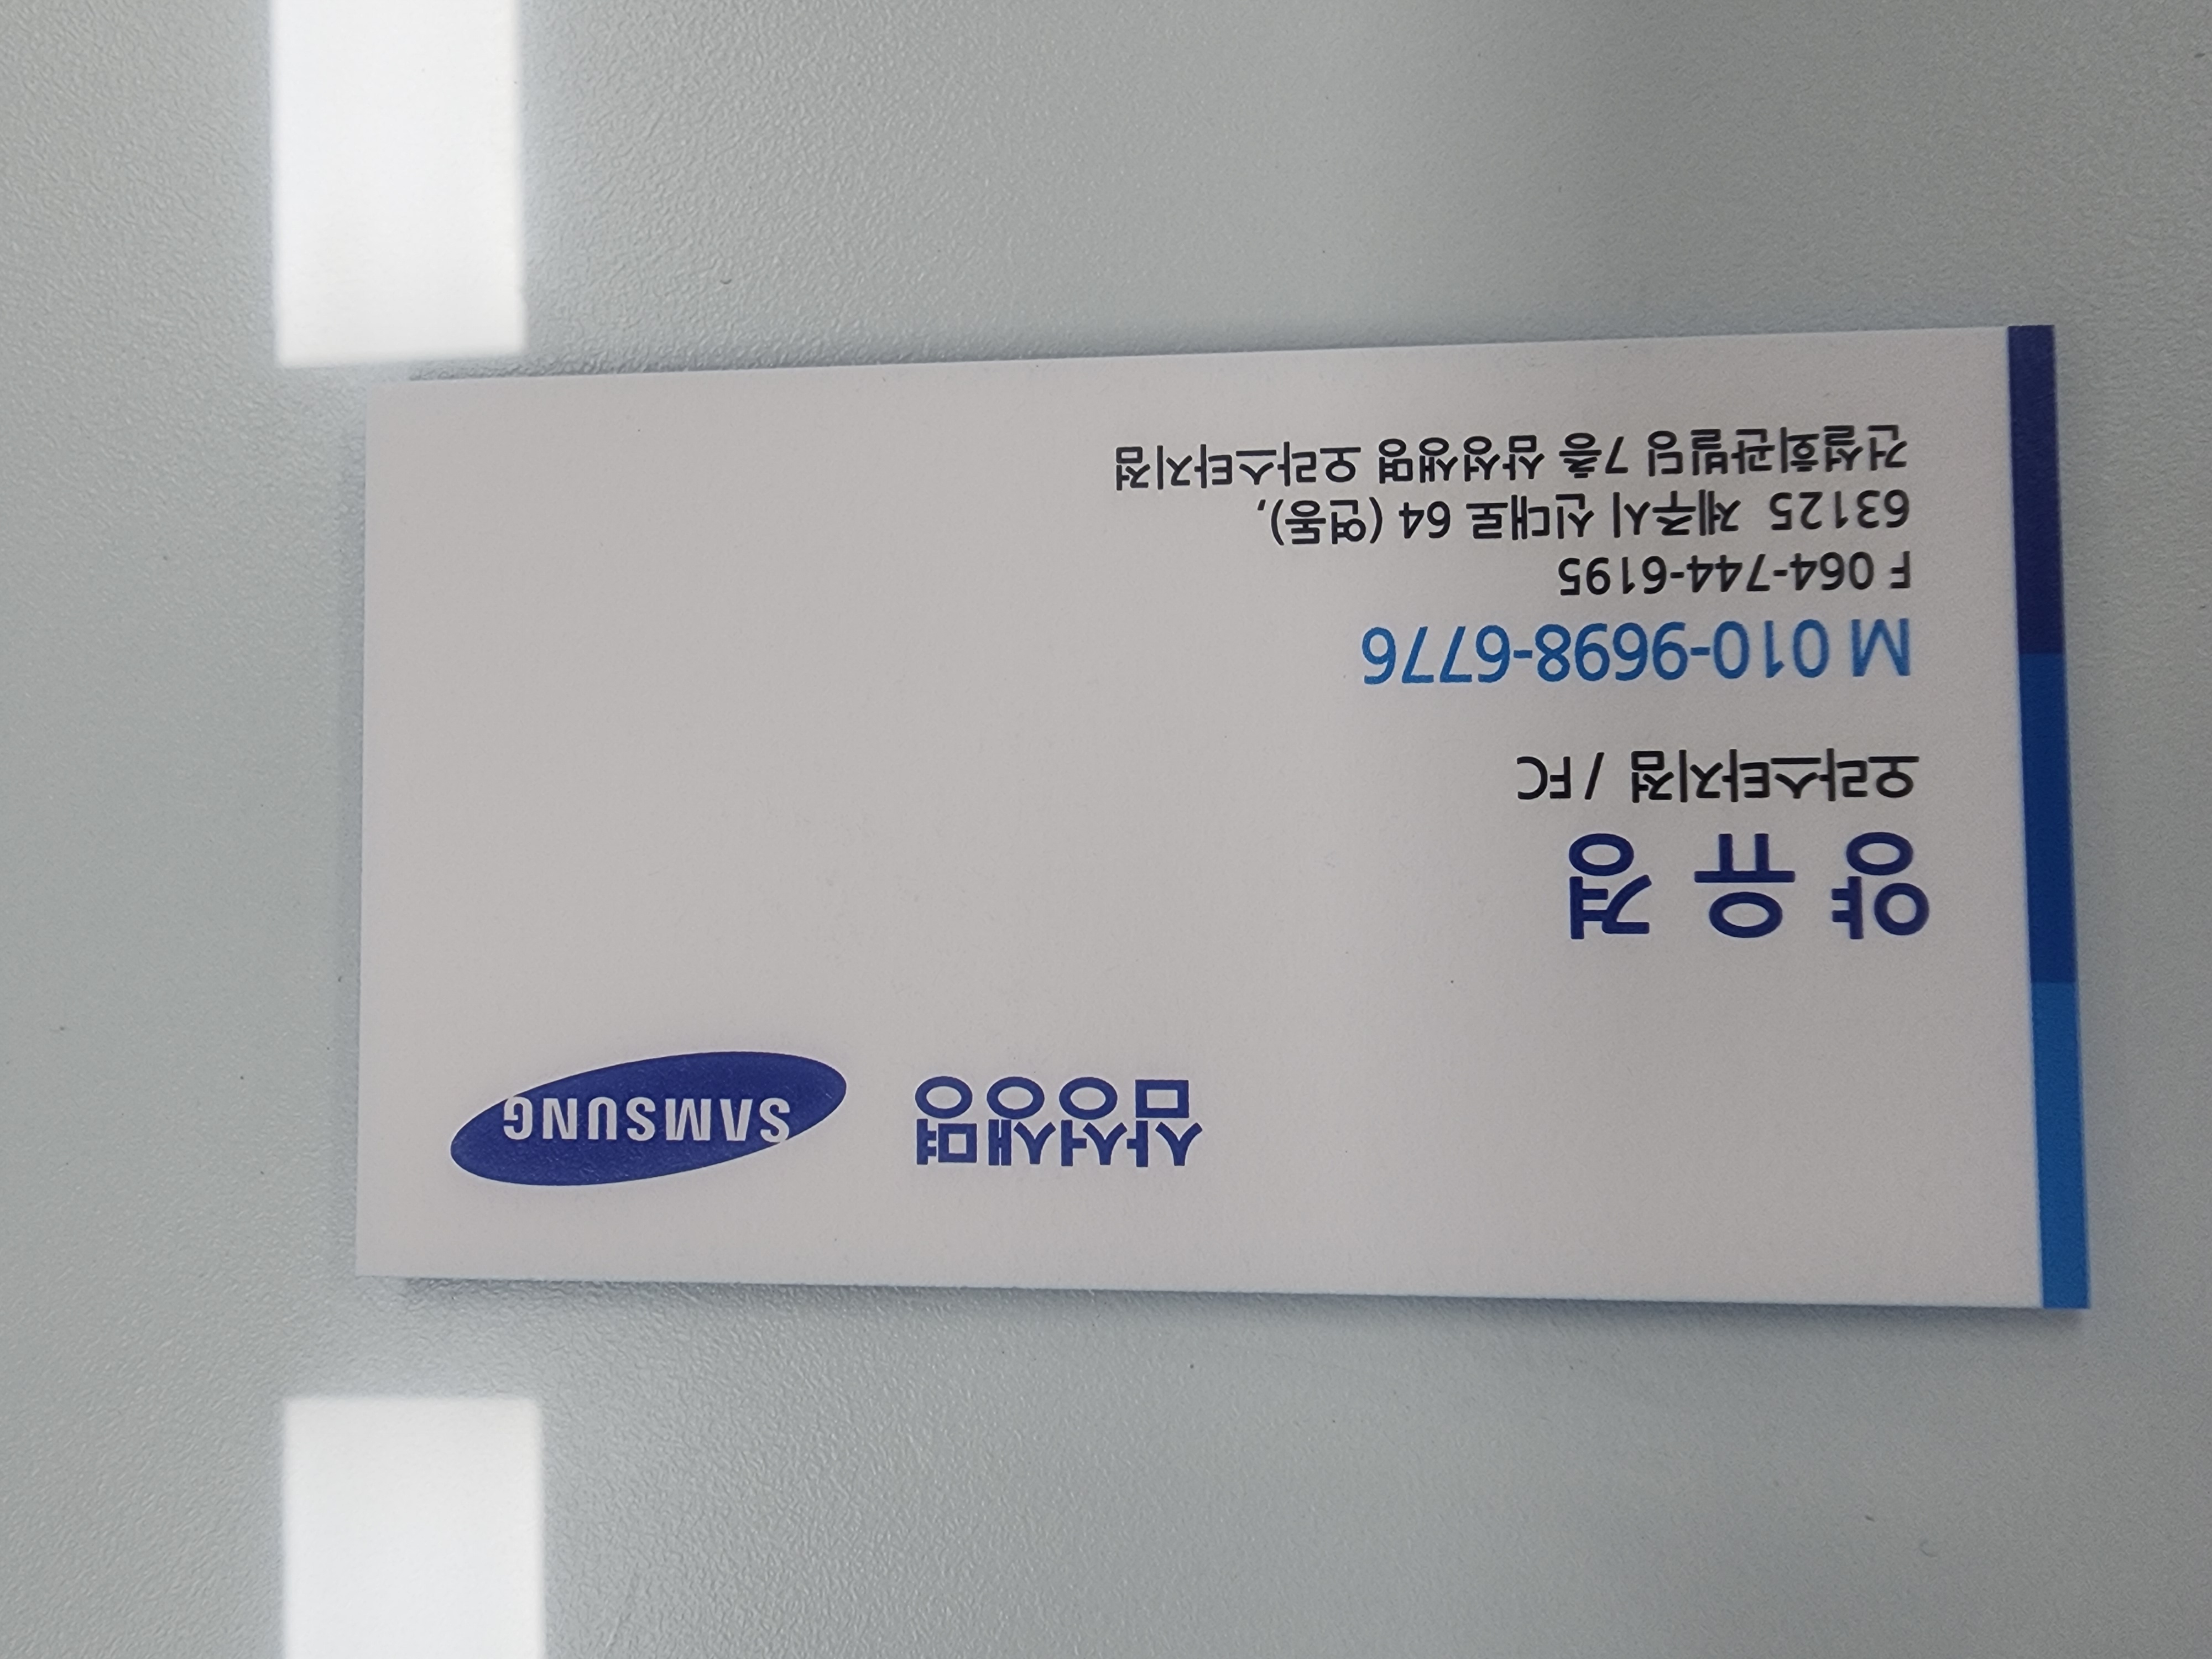 삼성생명 SAMSUNG
양유경
오라스타지점 / FC
M 010-9698-6776
F 064-744-6195
63125 제주시 신대로 64 (연동),
건설회관빌딩 7층 삼성생명 오라스타지점